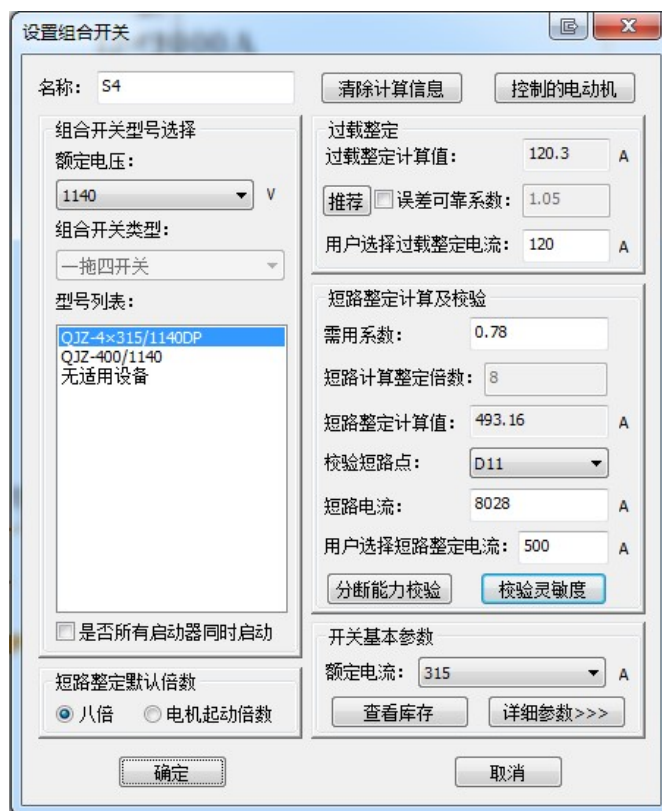 设置组合开关
名称: S4
清除计算信息
控制的电动机
组合开关型号选择
额定电压:
1140 V
组合开关类型:
一拖四开关
型号列表:
QJZ-4×315/1140DP
QJZ-400/1140
无适用设备
是否所有启动器同时启动
短路整定默认倍数
八倍 电机起动倍数
过载整定
过载整定计算值: 120.3 A
推荐 误差可靠系数: 1.05
用户选择过载整定电流: 120 A
短路整定计算及校验
需用系数: 0.78
短路计算整定倍数: 8
短路整定计算值: 493.16 A
校验短路点: D11
短路电流: 8028 A
用户选择短路整定电流: 500 A
分断能力校验 校验灵敏度
开关基本参数
额定电流: 315 A
查看库存 详细参数>>>
确定 取消